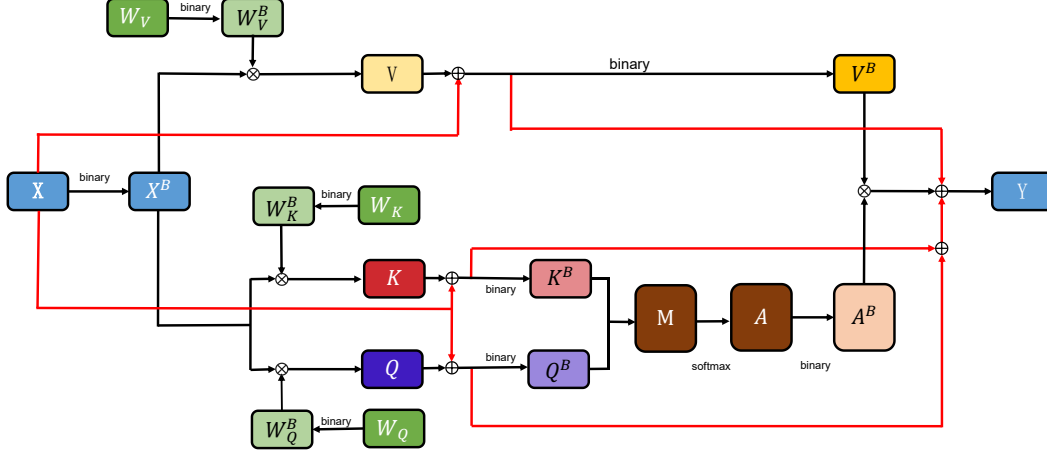 W_V
binary
W_V^B
V
binary
V^B
X
binary
X^B
W_K^B
binary
W_K
Y
K
binary
K^B
M
softmax
A
binary
A^B
Q
binary
Q^B
W_Q^B
binary
W_Q